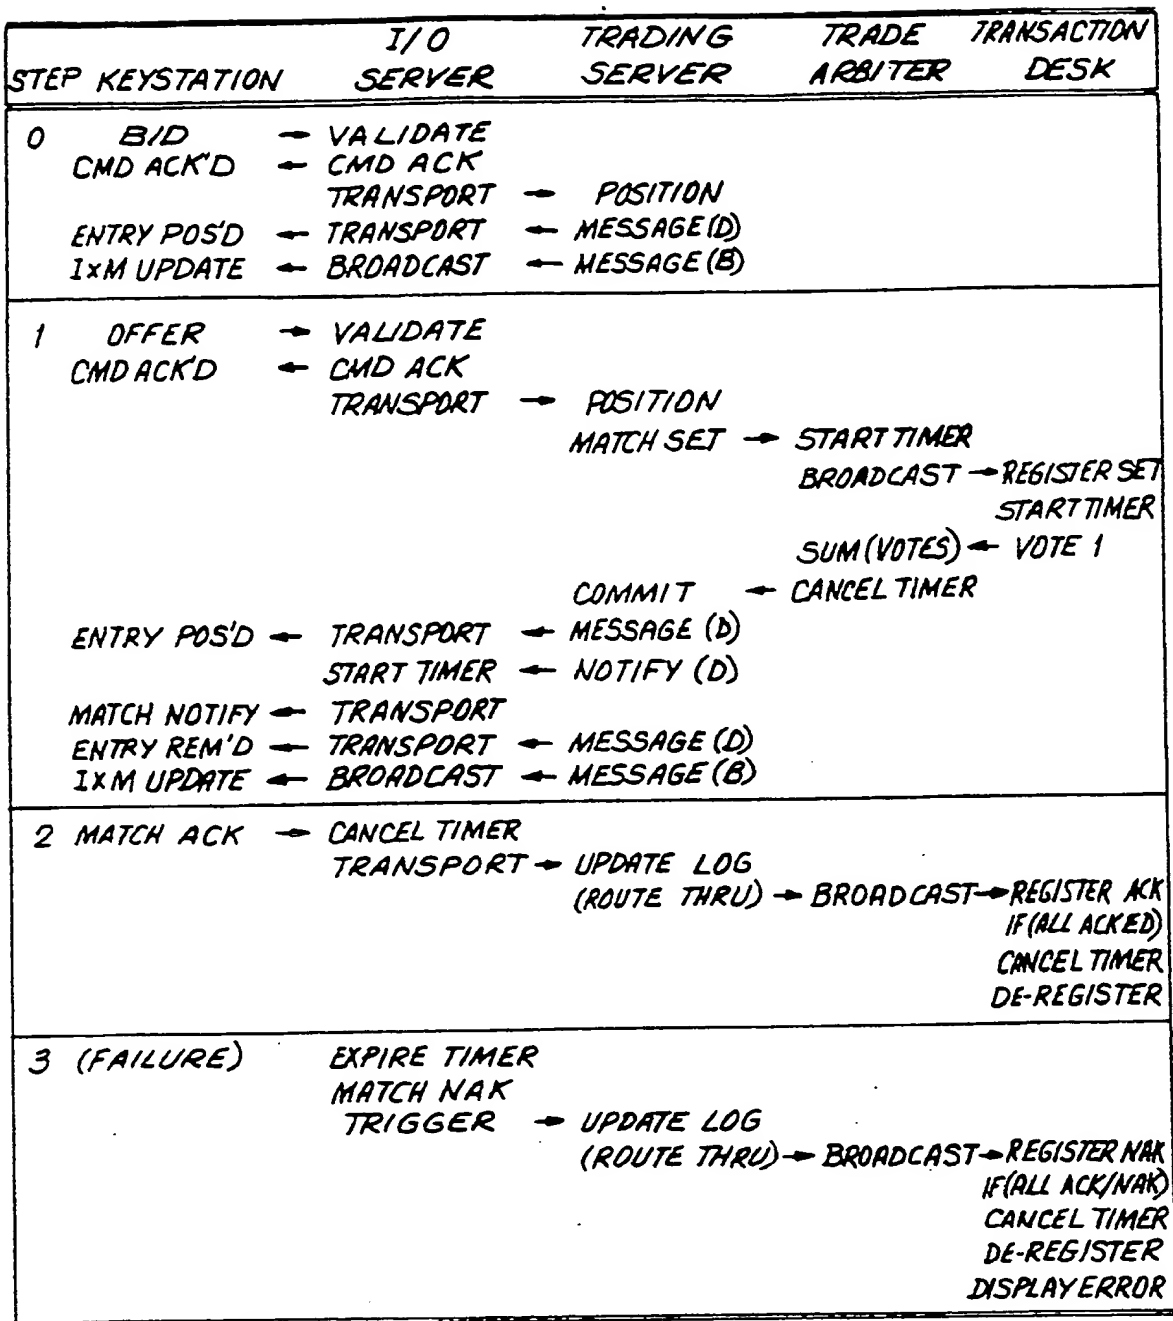 I/O TRADING TRADE TRANSACTION
STEP KEYSTATION SERVER SERVER ARBITER DESK
0 BID → VALIDATE
CMD ACK'D ← CMD ACK
TRANSPORT → POSITION
ENTRY POS'D ← TRANSPORT ← MESSAGE (D)
IxM UPDATE ← BROADCAST ← MESSAGE (B)
1 OFFER → VALIDATE
CMD ACK'D ← CMD ACK
TRANSPORT → POSITION
MATCH SET → START TIMER
BROADCAST → REGISTER SET
START TIMER
SUM (VOTES) ← VOTE 1
COMMIT ← CANCEL TIMER
ENTRY POS'D ← TRANSPORT ← MESSAGE (D)
START TIMER ← NOTIFY (D)
MATCH NOTIFY ← TRANSPORT
ENTRY REM'D ← TRANSPORT ← MESSAGE (D)
IxM UPDATE ← BROADCAST ← MESSAGE (B)
2 MATCH ACK → CANCEL TIMER
TRANSPORT → UPDATE LOG
(ROUTE THRU) → BROADCAST → REGISTER ACK
IF (ALL ACKED)
CANCEL TIMER
DE-REGISTER
3 (FAILURE) EXPIRE TIMER
MATCH NAK
TRIGGER → UPDATE LOG
(ROUTE THRU) → BROADCAST → REGISTER NAK
IF (ALL ACK/NAK)
CANCEL TIMER
DE-REGISTER
DISPLAY ERROR